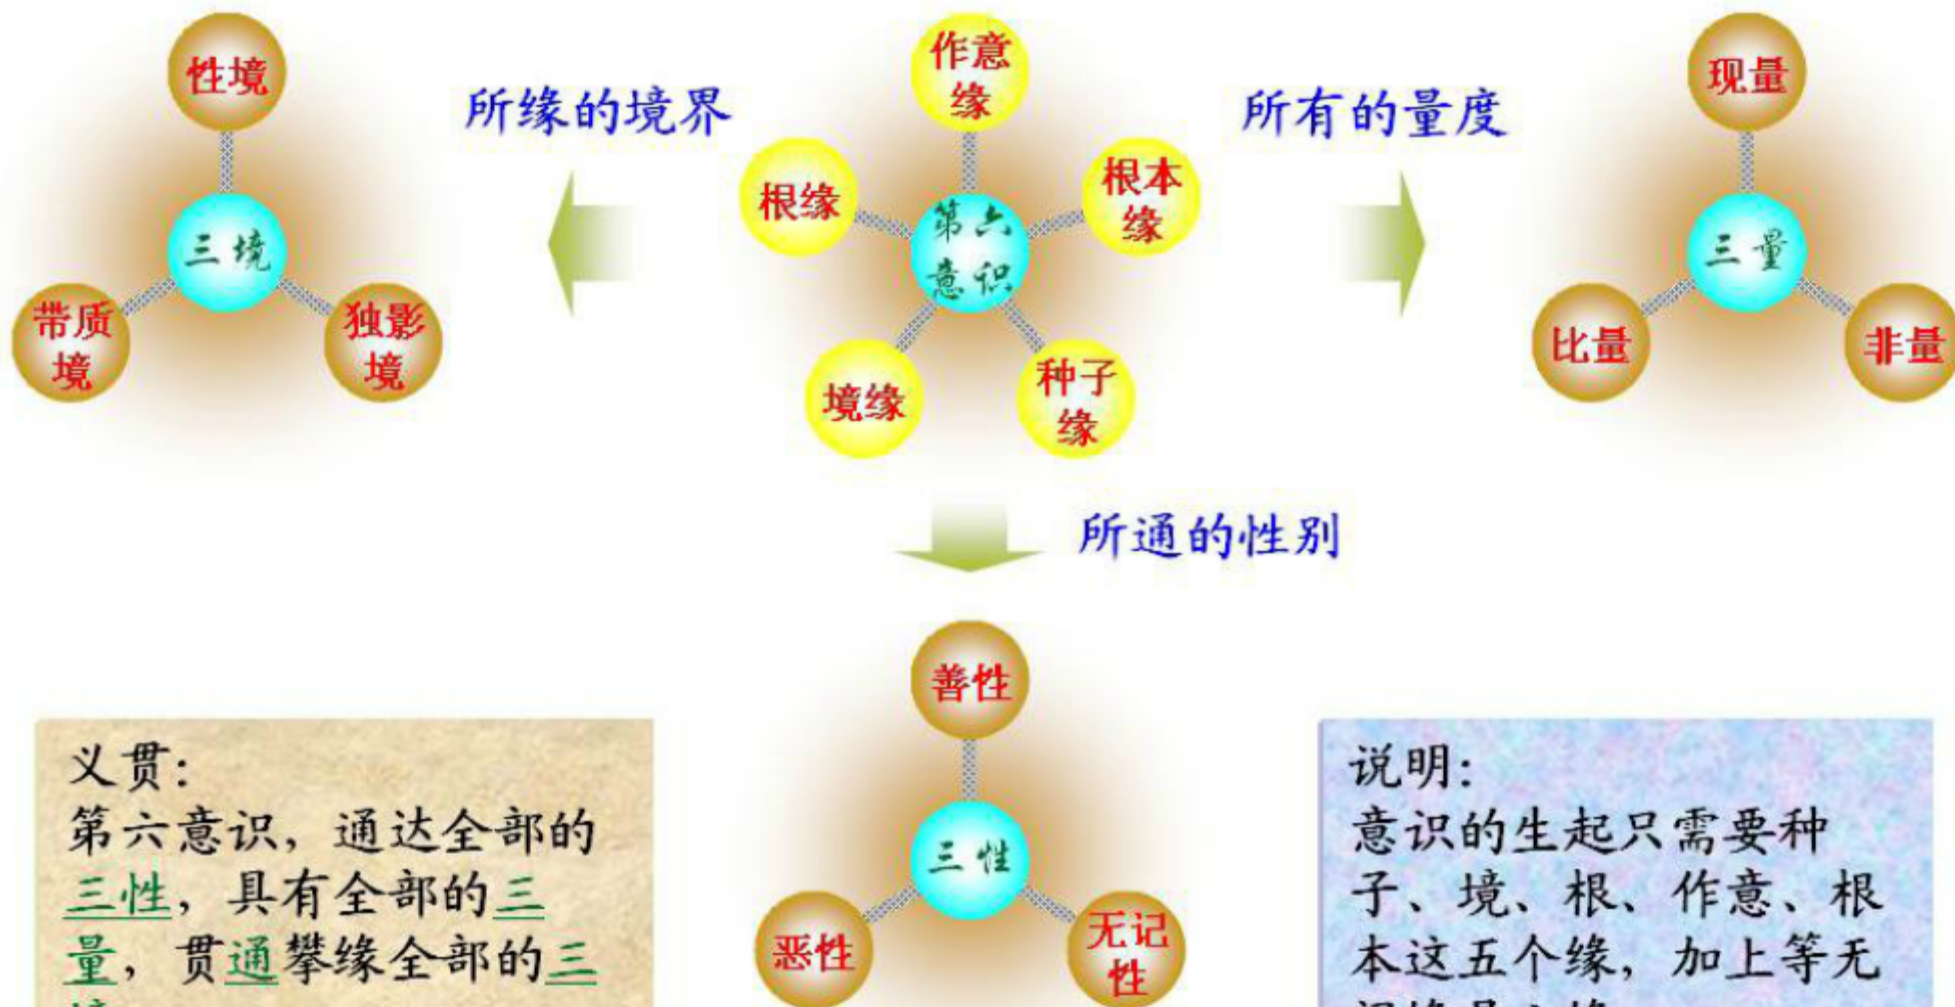 性境
三境
带质
境
独影
境
所缘的境界
作意
缘
根缘
根本
缘
第六
意识
境缘
种子
缘
所有的量度
现量
三量
比量
非量
所通的性别
善性
三性
恶性
无记
性
义贯：
第六意识，通达全部的
三性，具有全部的三
量，贯通攀缘全部的三
说明：
意识的生起只需要种
子、境、根、作意、根
本这五个缘，加上等无